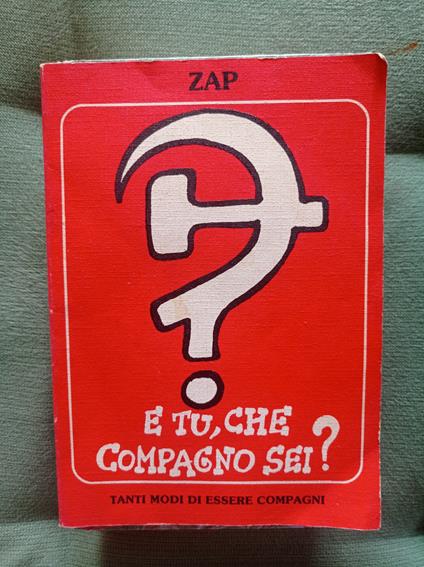 ZAP
E TU, CHE
COMPAGNO SEI?
TANTI MODI DI ESSERE COMPAGNI